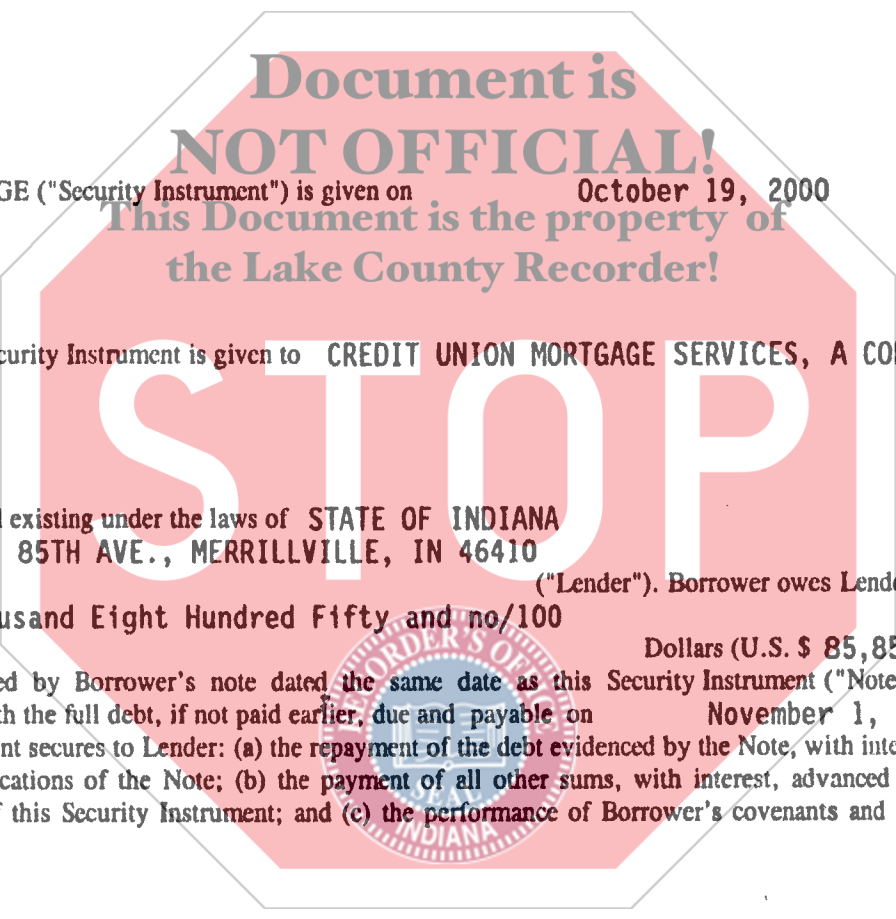 Document is
NOT OFFICIAL!
GE ("Security Instrument") is given on October 19, 2000
This Document is the property of
the Lake County Recorder!
curity Instrument is given to CREDIT UNION MORTGAGE SERVICES, A CO
STOP
existing under the laws of STATE OF INDIANA
85TH AVE., MERRILLVILLE, IN 46410
("Lender"). Borrower owes Lende
usand Eight Hundred Fifty and no/100
Dollars (U.S. $ 85,85
ed by Borrower's note dated the same date as this Security Instrument ("Note
th the full debt, if not paid earlier, due and payable on November 1,
ent secures to Lender: (a) the repayment of the debt evidenced by the Note, with inte
cations of the Note; (b) the payment of all other sums, with interest, advanced
f this Security Instrument; and (c) the performance of Borrower's covenants and
RECORDER'S OFFICE
SEAL
INDIANA